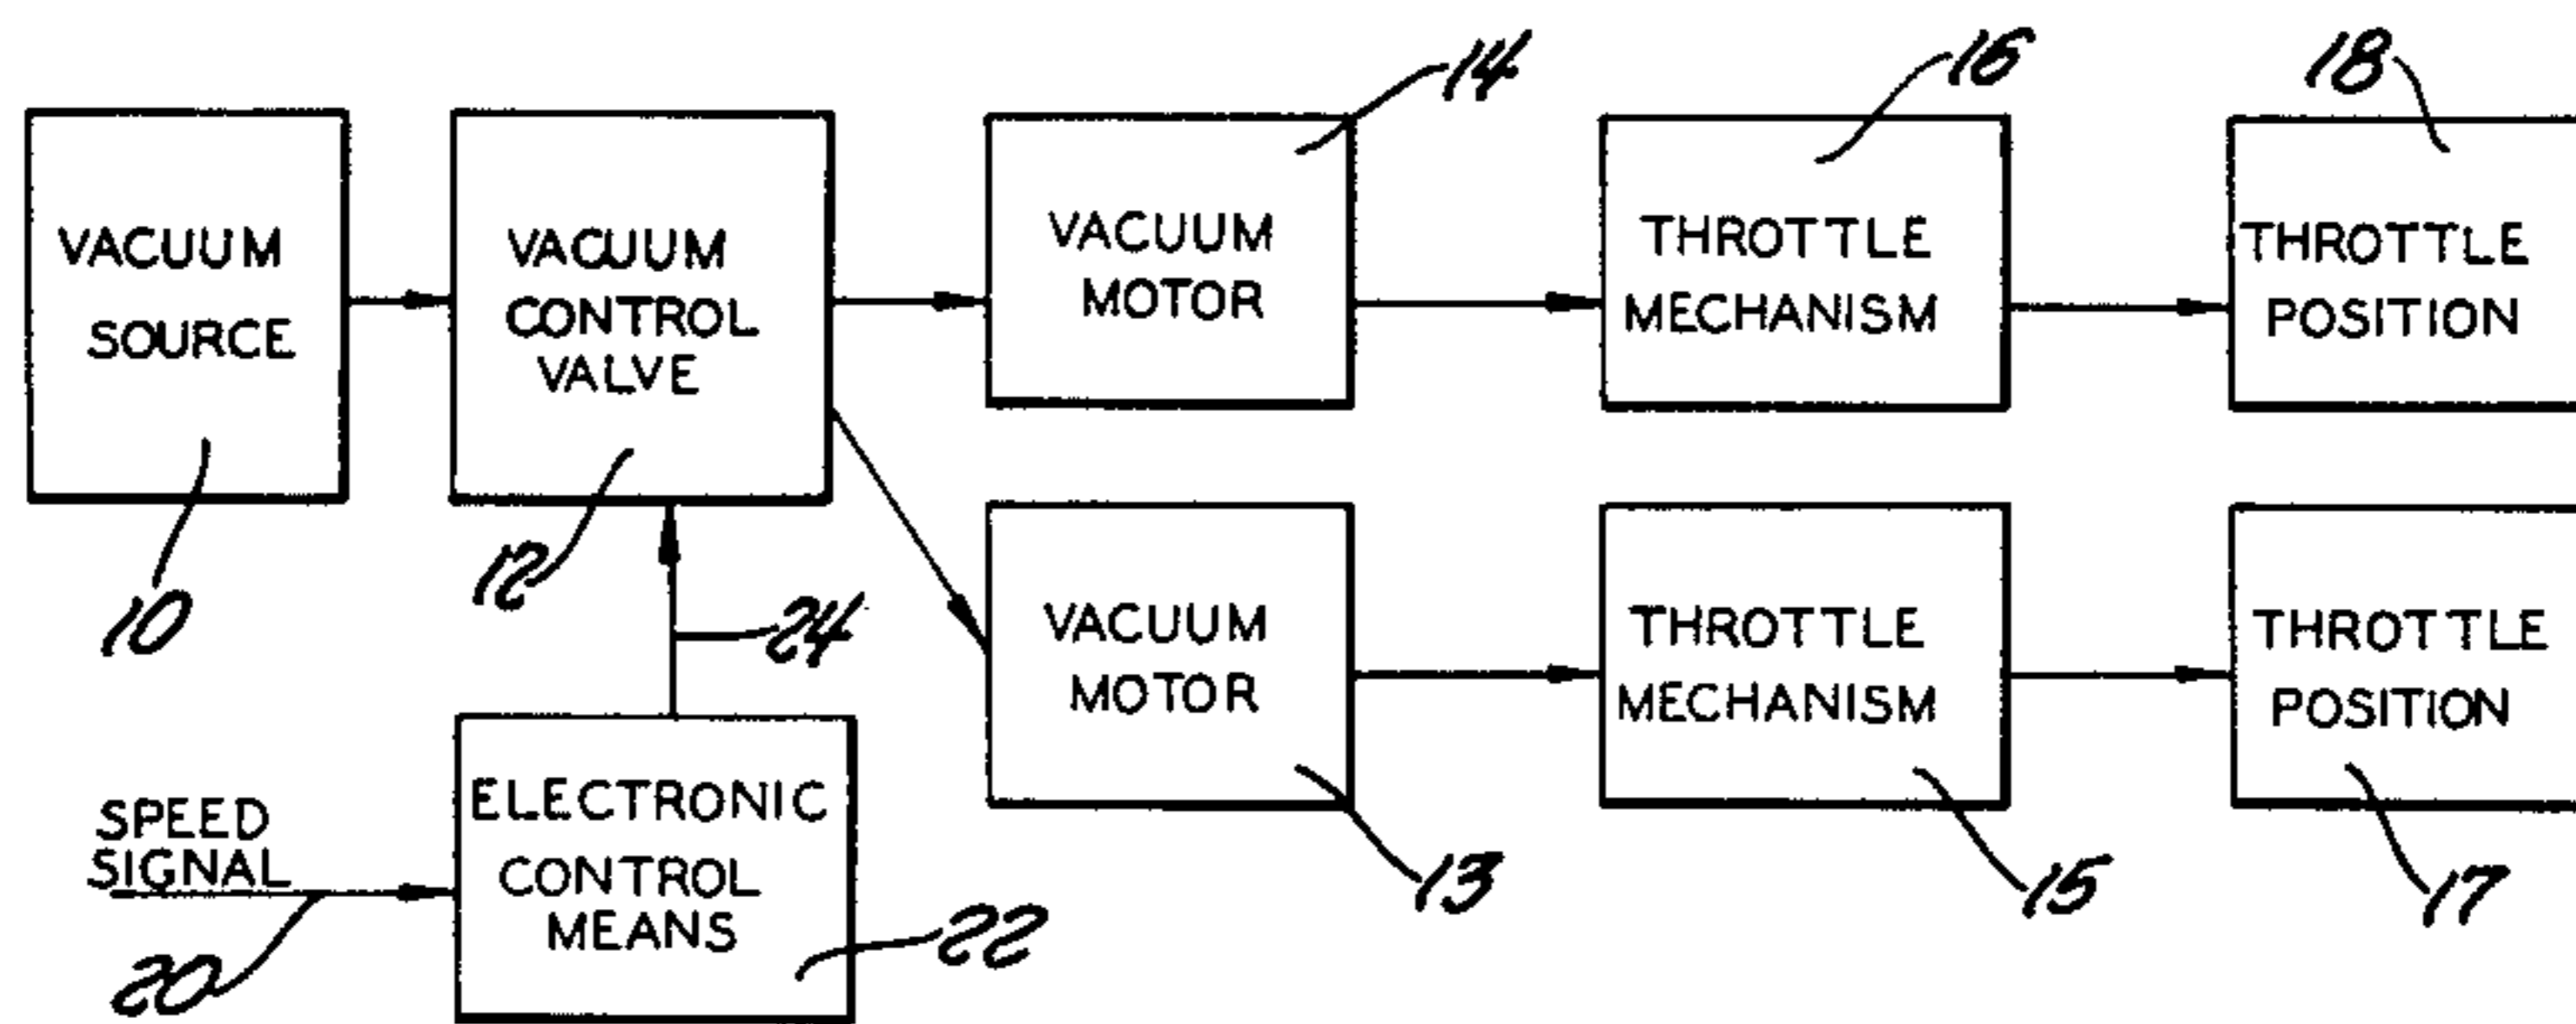 14
16
18
VACUUM
SOURCE
VACUUM
CONTROL
VALVE
VACUUM
MOTOR
THROTTLE
MECHANISM
THROTTLE
POSITION
10
12
24
VACUUM
MOTOR
THROTTLE
MECHANISM
THROTTLE
POSITION
SPEED
SIGNAL
20
ELECTRONIC
CONTROL
MEANS
22
13
15
17